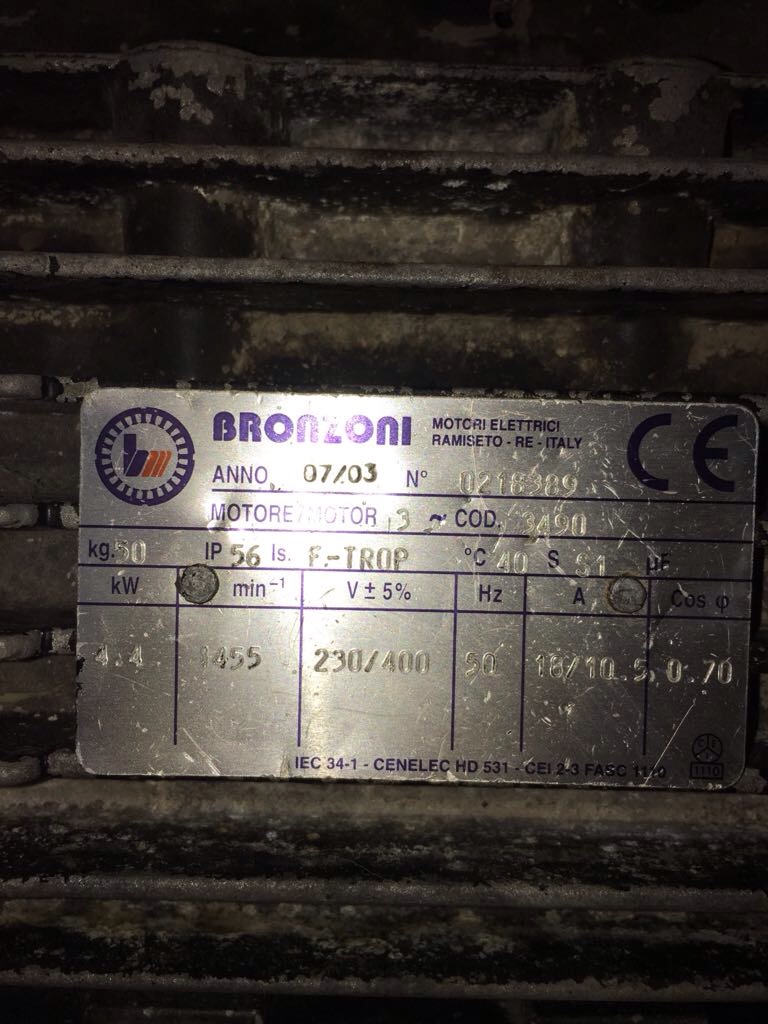 bm
BRONZONI MOTORI ELETTRICI
RAMISETO - RE - ITALY
CE
ANNO 07/03 N° 0218389
MOTORE/MOTOR 3 ~ COD. 3490
kg. 50 IP 56 Is. F.-TROP °C 40 S S1 µF
kW min⁻¹ V ± 5% Hz A Cos φ
4.4 1455 230/400 50 18/10.5 0.70
IEC 34-1 - CENELEC HD 531 - CEI 2-3 FASC 1110
1110